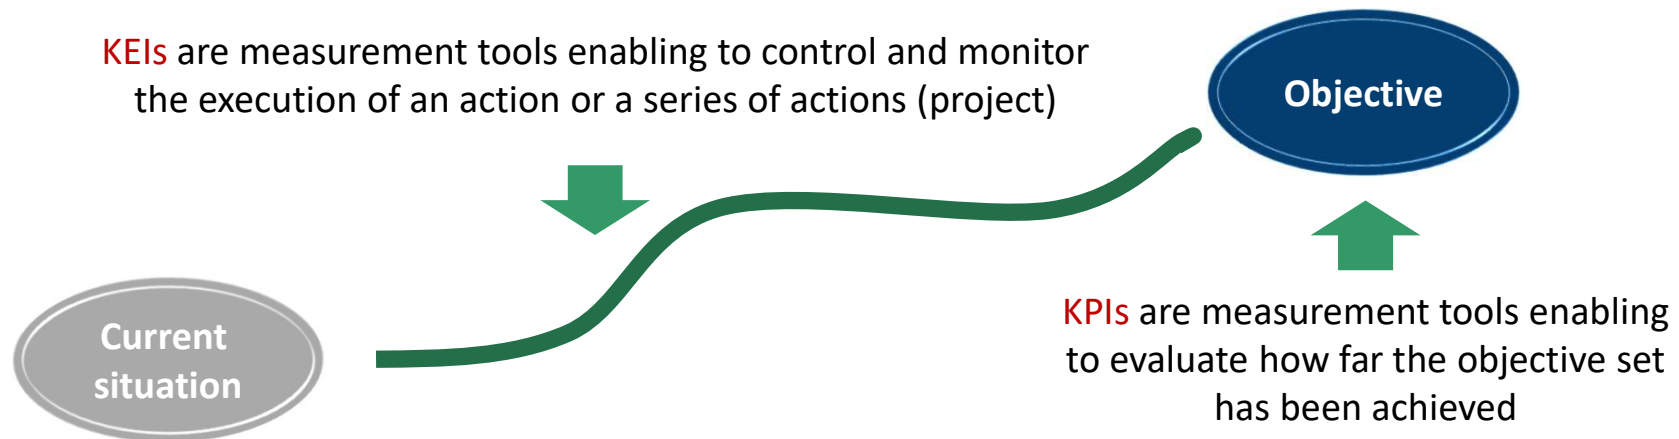 KEIs are measurement tools enabling to control and monitor
the execution of an action or a series of actions (project)
Objective
Current
situation
KPIs are measurement tools enabling
to evaluate how far the objective set
has been achieved